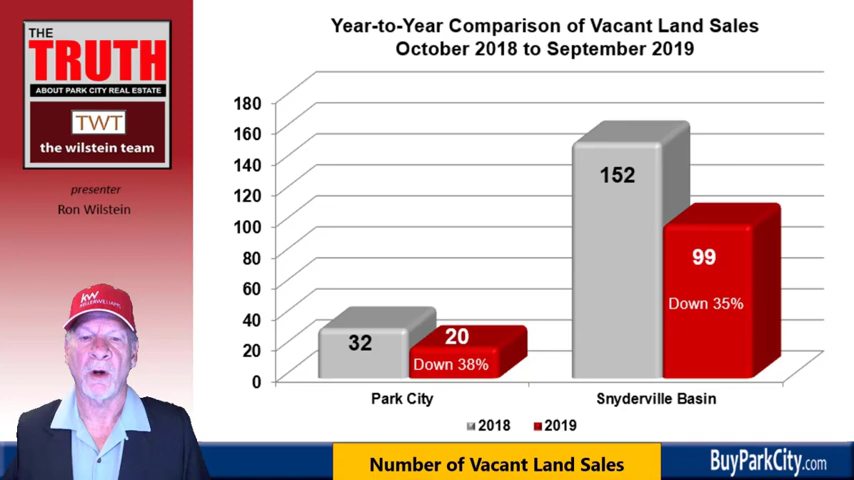 THE
TRUTH
ABOUT PARK CITY REAL ESTATE
TWT
the wilstein team
presenter
Ron Wilstein
kw
KELLERWILLIAMS
Year-to-Year Comparison of Vacant Land Sales
October 2018 to September 2019
180
160
140
120
100
80
60
40
20
0
32
20
Down 38%
152
99
Down 35%
Park City
Snyderville Basin
2018
2019
Number of Vacant Land Sales
BuyParkCity.com